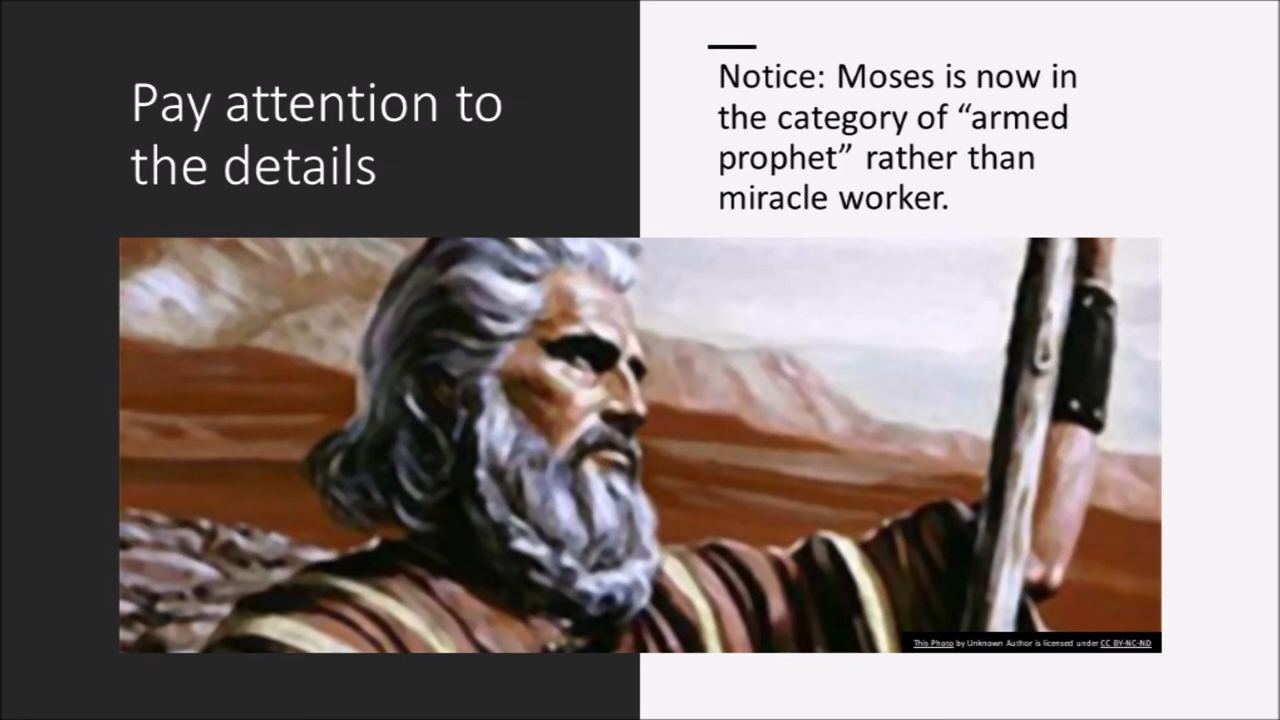 Pay attention to
the details
Notice: Moses is now in
the category of “armed
prophet” rather than
miracle worker.
This Photo by Unknown Author is licensed under CC BY-NC-ND